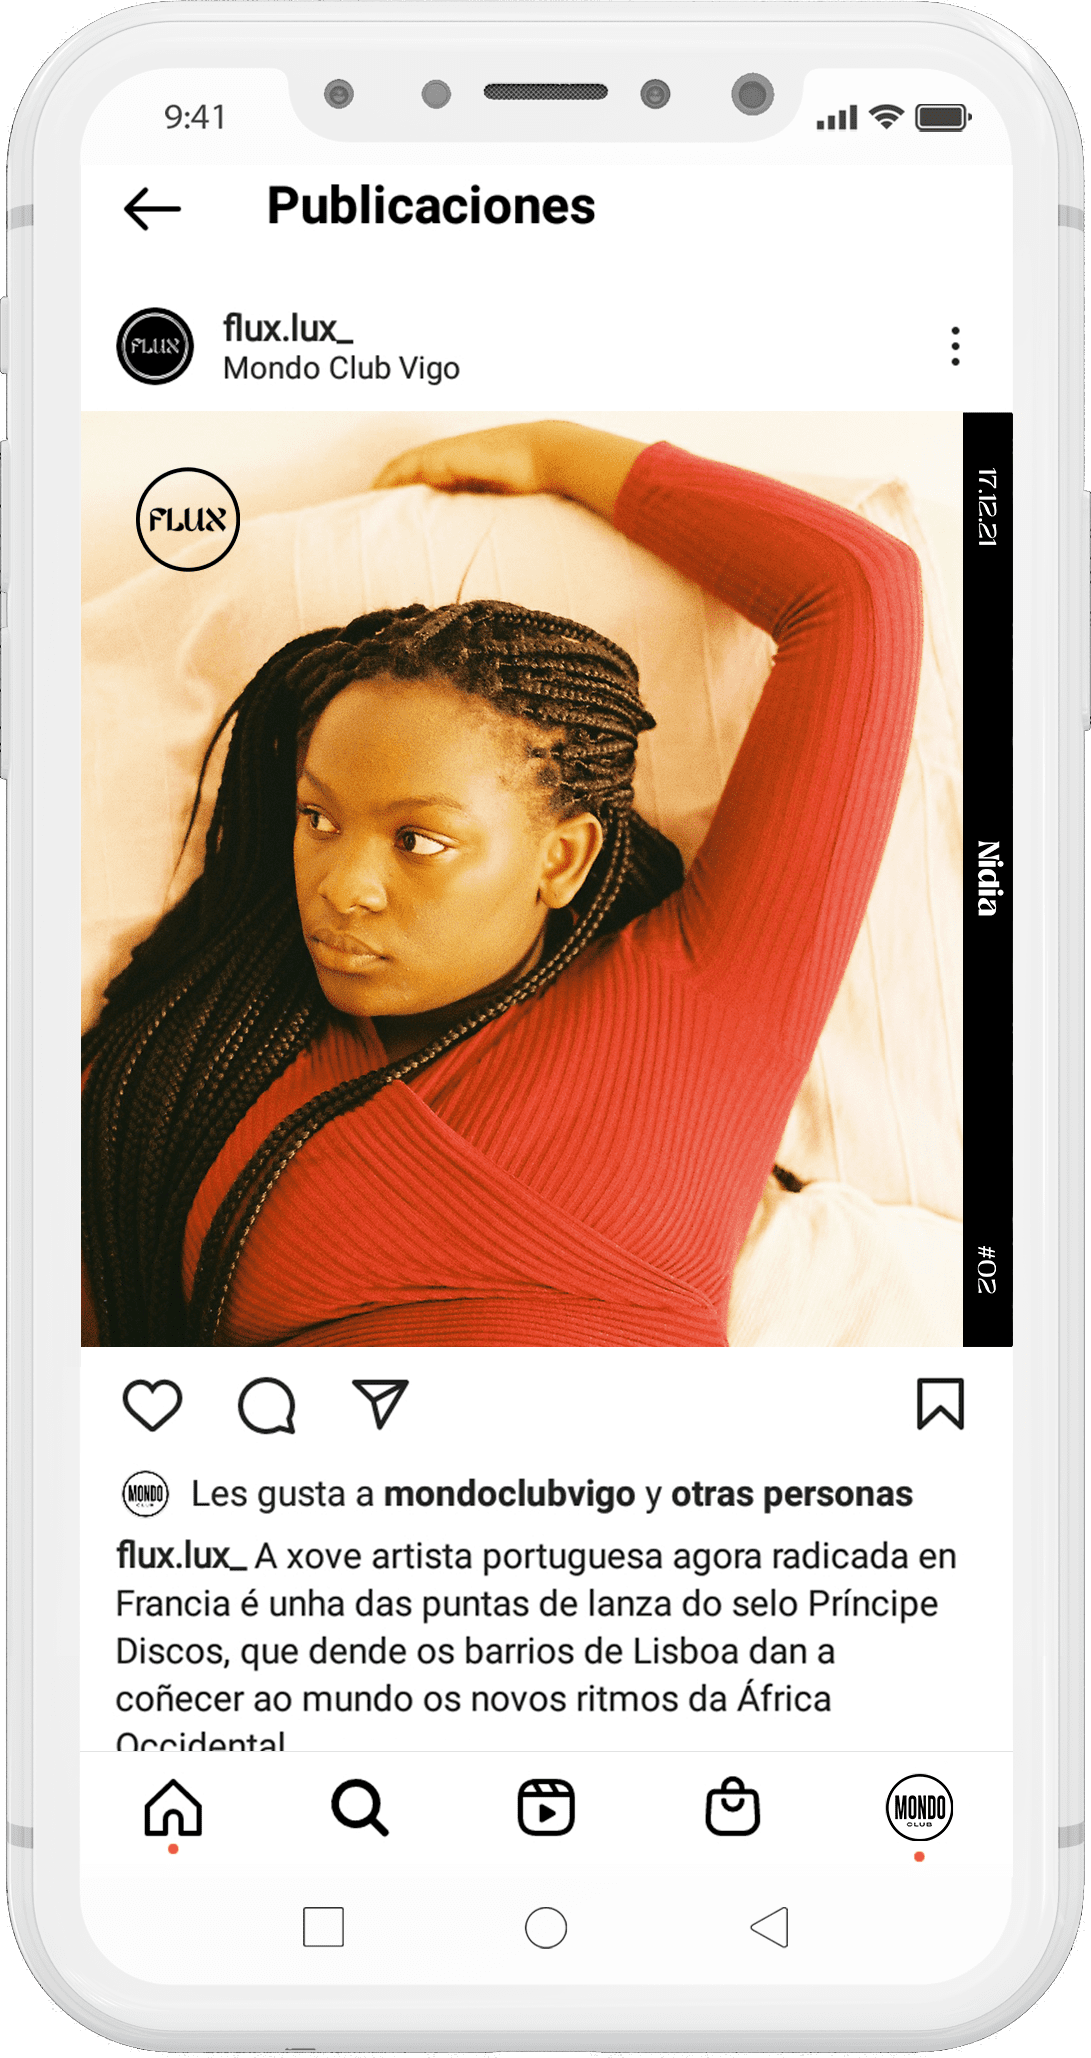 9:41
Publicaciones
FLUX
flux.lux_
Mondo Club Vigo
FLUX
17.12.21
Nidia
#02
MONDO
CLUB
Les gusta a mondoclubvigo y otras personas
flux.lux_ A xove artista portuguesa agora radicada en
Francia é unha das puntas de lanza do selo Príncipe
Discos, que dende os barrios de Lisboa dan a
coñecer ao mundo os novos ritmos da África
Occidental
MONDO
CLUB